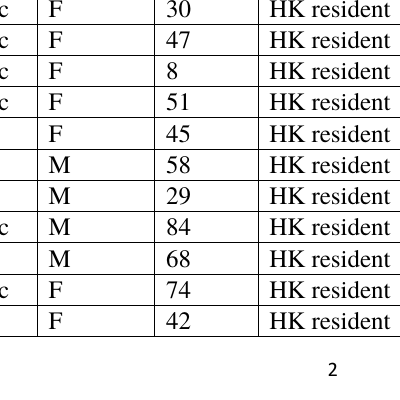 c F 30 HK resident
c F 47 HK resident
c F 8 HK resident
c F 51 HK resident
F 45 HK resident
M 58 HK resident
M 29 HK resident
c M 84 HK resident
M 68 HK resident
c F 74 HK resident
F 42 HK resident
2